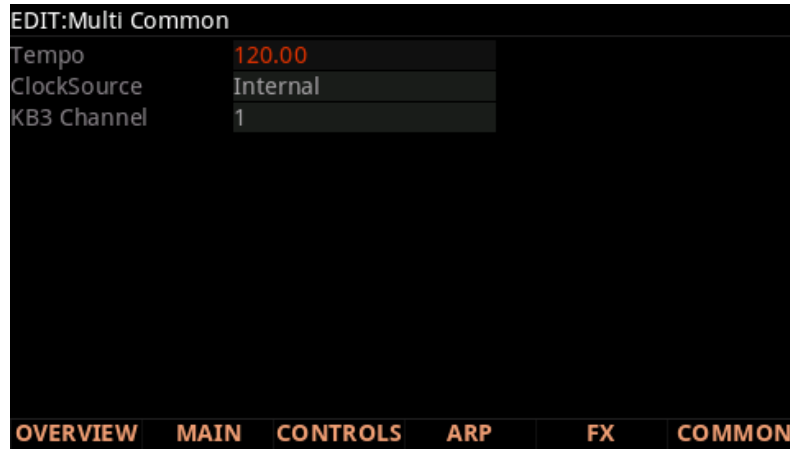 EDIT:Multi Common
Tempo 120.00
ClockSource Internal
KB3 Channel 1
OVERVIEW MAIN CONTROLS ARP FX COMMON